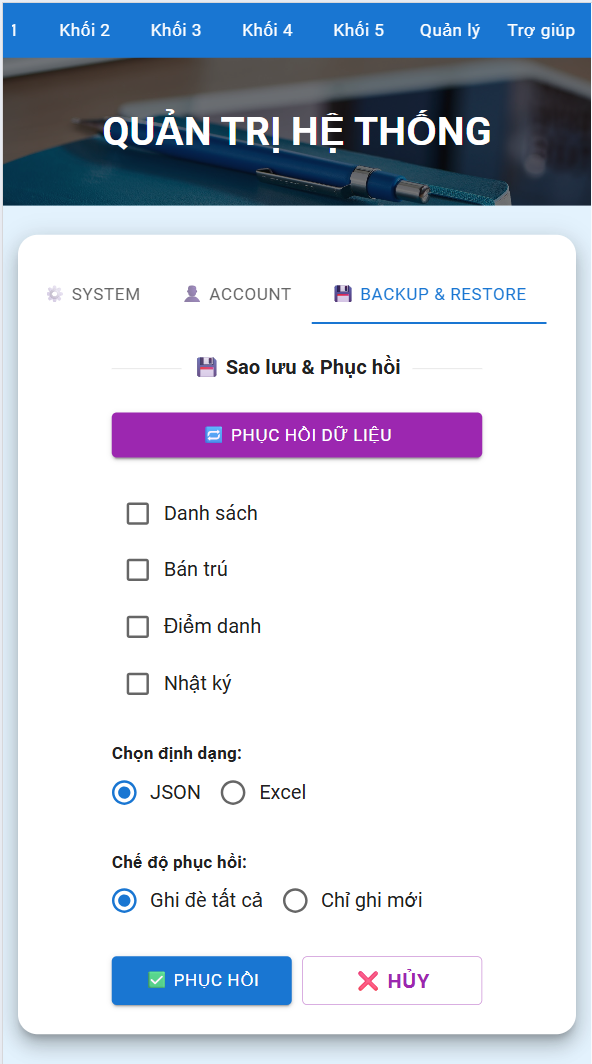 1 Khối 2 Khối 3 Khối 4 Khối 5 Quản lý Trợ giúp
QUẢN TRỊ HỆ THỐNG
SYSTEM ACCOUNT BACKUP & RESTORE
Sao lưu & Phục hồi
PHỤC HỒI DỮ LIỆU
Danh sách
Bán trú
Điểm danh
Nhật ký
Chọn định dạng:
JSON Excel
Chế độ phục hồi:
Ghi đè tất cả Chỉ ghi mới
PHỤC HỒI HỦY